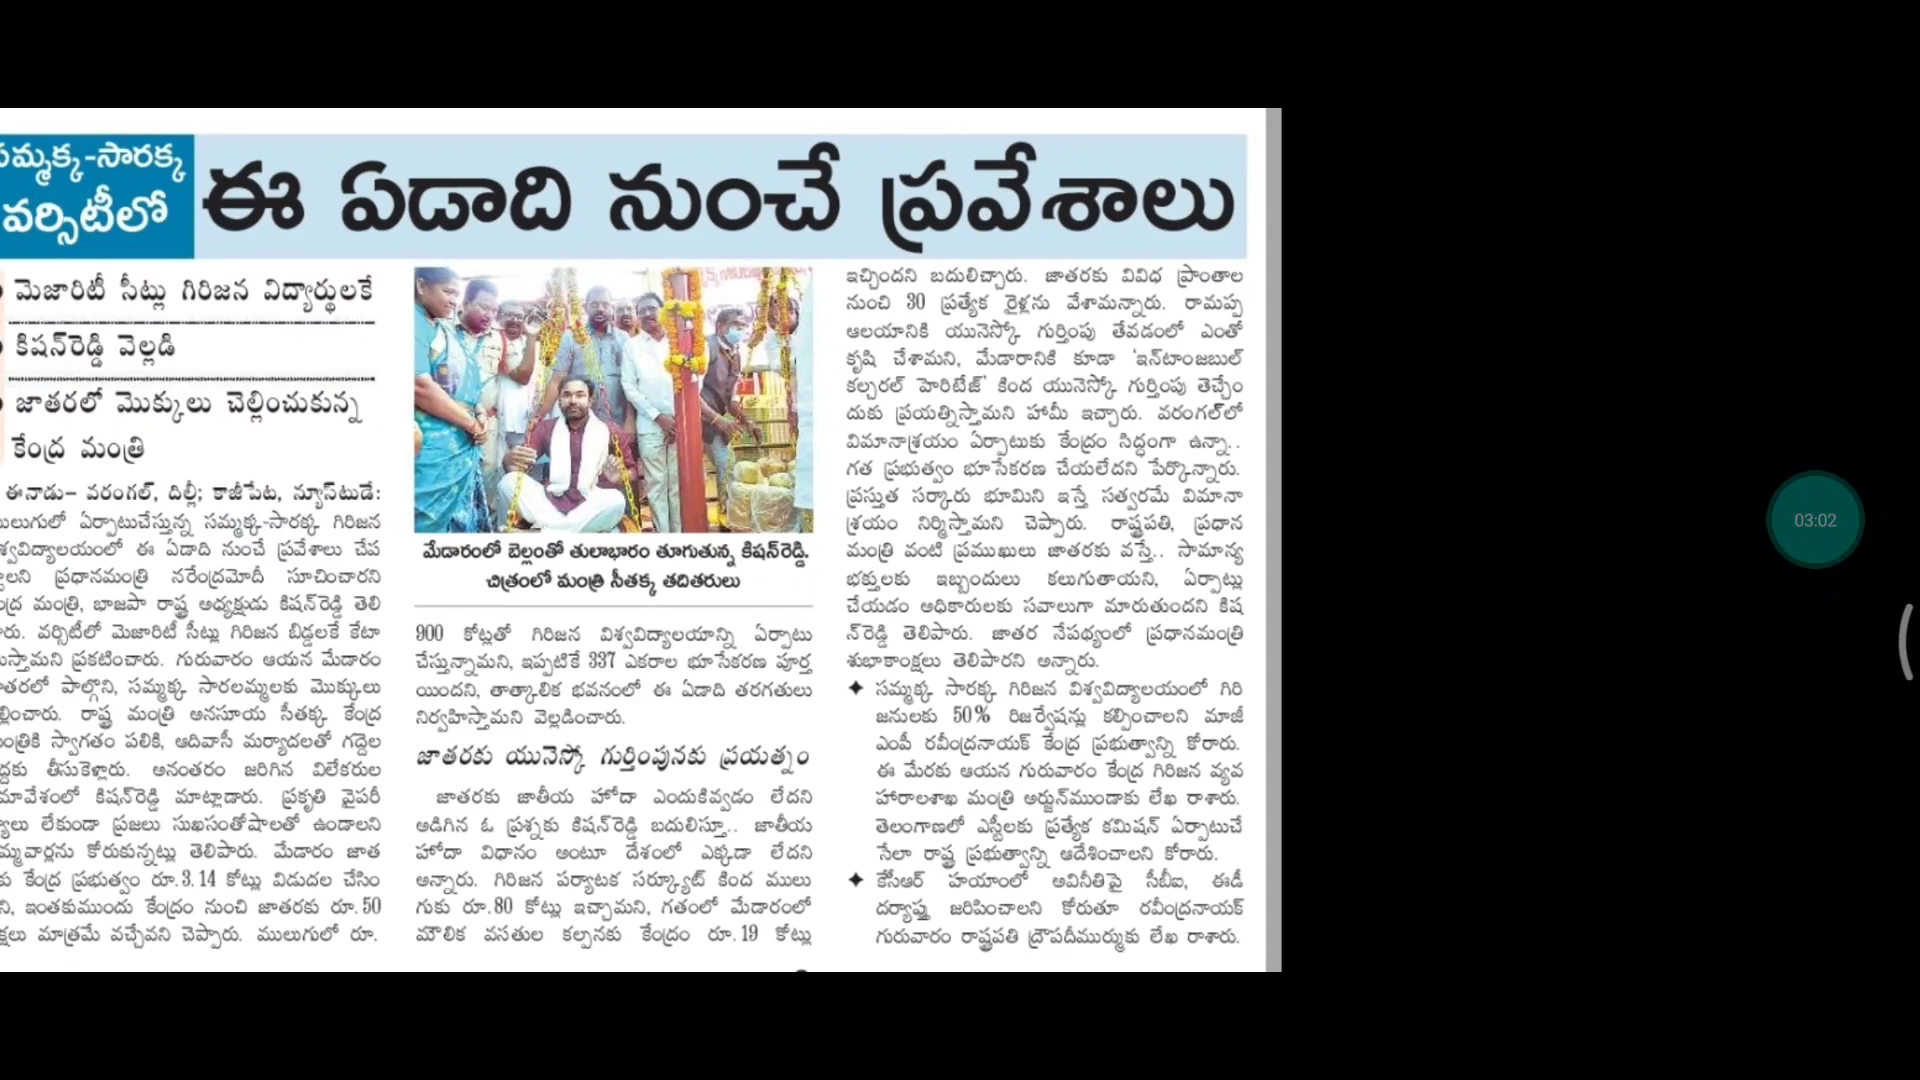 సమ్మక్క-సారక్క
వర్సిటీలో
ఈ ఏడాది నుంచే ప్రవేశాలు
మెజారిటీ సీట్లు గిరిజన విద్యార్థులకే
కిషన్‌రెడ్డి వెల్లడి
జాతరలో మొక్కులు చెల్లించుకున్న
కేంద్ర మంత్రి
ఈనాడు- వరంగల్, దిల్లీ; కాజీపేట, న్యూస్‌టుడే:
ములుగులో ఏర్పాటుచేస్తున్న సమ్మక్క-సారక్క గిరిజన
శ్వవిద్యాలయంలో ఈ ఏడాది నుంచే ప్రవేశాలు చేప
ప్రధానమంత్రి నరేంద్రమోదీ సూచించారని
ంద్ర మంత్రి, భాజపా రాష్ట్ర అధ్యక్షుడు కిషన్‌రెడ్డి తెలి
రు. వర్సిటీలో మెజారిటీ సీట్లు గిరిజన బిడ్డలకే కేటా
స్తామని ప్రకటించారు. గురువారం ఆయన మేడారం
తరలో పాల్గొని, సమ్మక్క సారలమ్మలకు మొక్కులు
ల్లించారు. రాష్ట్ర మంత్రి అనసూయ సీతక్క కేంద్ర
ంత్రికి స్వాగతం పలికి, ఆదివాసీ మర్యాదలతో గద్దెల
ద్దకు తీసుకెళ్లారు. అనంతరం జరిగిన విలేకరుల
మావేశంలో కిషన్‌రెడ్డి మాట్లాడారు. ప్రకృతి వైపరీ
్యాలు లేకుండా ప్రజలు సుఖసంతోషాలతో ఉండాలని
మ్మవార్లను కోరుకున్నట్లు తెలిపారు. మేడారం జాత
కు కేంద్ర ప్రభుత్వం రూ.3.14 కోట్లు విడుదల చేసిం
ని, ఇంతకుముందు కేంద్రం నుంచి జాతరకు రూ.50
క్షలు మాత్రమే వచ్చేవని చెప్పారు. ములుగులో రూ.
మేడారంలో బెల్లంతో తులాభారం తూగుతున్న కిషన్‌రెడ్డి.
చిత్రంలో మంత్రి సీతక్క తదితరులు
900 కోట్లతో గిరిజన విశ్వవిద్యాలయాన్ని ఏర్పాటు
చేస్తున్నామని, ఇప్పటికే 337 ఎకరాల భూసేకరణ పూర్త
యిందని, తాత్కాలిక భవనంలో ఈ ఏడాది తరగతులు
నిర్వహిస్తామని వెల్లడించారు.
జాతరకు యునెస్కో గుర్తింపునకు ప్రయత్నం
జాతరకు జాతీయ హోదా ఎందుకివ్వడం లేదని
అడిగిన ఓ ప్రశ్నకు కిషన్‌రెడ్డి బదులిస్తూ.. జాతీయ
హోదా విధానం అంటూ దేశంలో ఎక్కడా లేదని
అన్నారు. గిరిజన పర్యాటక సర్క్యూట్ కింద ములు
గుకు రూ.80 కోట్లు ఇచ్చామని, గతంలో మేడారంలో
మౌలిక వసతుల కల్పనకు కేంద్రం రూ.19 కోట్లు
ఇచ్చిందని బదులిచ్చారు. జాతరకు వివిధ ప్రాంతాల
నుంచి 30 ప్రత్యేక రైళ్లను వేశామన్నారు. రామప్ప
ఆలయానికి యునెస్కో గుర్తింపు తేవడంలో ఎంతో
కృషి చేశామని, మేడారానికి కూడా 'ఇన్‌టాంజబుల్
కల్చరల్ హెరిటేజ్' కింద యునెస్కో గుర్తింపు తెచ్చేం
దుకు ప్రయత్నిస్తామని హామీ ఇచ్చారు. వరంగల్‌లో
విమానాశ్రయం ఏర్పాటుకు కేంద్రం సిద్ధంగా ఉన్నా..
గత ప్రభుత్వం భూసేకరణ చేయలేదని పేర్కొన్నారు.
ప్రస్తుత సర్కారు భూమిని ఇస్తే సత్వరమే విమానా
శ్రయం నిర్మిస్తామని చెప్పారు. రాష్ట్రపతి, ప్రధాన
మంత్రి వంటి ప్రముఖులు జాతరకు వస్తే.. సామాన్య
భక్తులకు ఇబ్బందులు కలుగుతాయని, ఏర్పాట్లు
చేయడం అధికారులకు సవాలుగా మారుతుందని కిష
న్‌రెడ్డి తెలిపారు. జాతర నేపథ్యంలో ప్రధానమంత్రి
శుభాకాంక్షలు తెలిపారని అన్నారు.
✦ సమ్మక్క సారక్క గిరిజన విశ్వవిద్యాలయంలో గిరి
జనులకు 50% రిజర్వేషన్లు కల్పించాలని మాజీ
ఎంపీ రవీంద్రనాయక్ కేంద్ర ప్రభుత్వాన్ని కోరారు.
ఈ మేరకు ఆయన గురువారం కేంద్ర గిరిజన వ్యవ
హారాలశాఖ మంత్రి అర్జున్‌ముండాకు లేఖ రాశారు.
తెలంగాణలో ఎస్టీలకు ప్రత్యేక కమిషన్ ఏర్పాటుచే
సేలా రాష్ట్ర ప్రభుత్వాన్ని ఆదేశించాలని కోరారు.
✦ కేసీఆర్ హయాంలో అవినీతిపై సీబీఐ, ఈడీ
దర్యాప్తు జరిపించాలని కోరుతూ రవీంద్రనాయక్
గురువారం రాష్ట్రపతి ద్రౌపదీముర్ముకు లేఖ రాశారు.
03:02